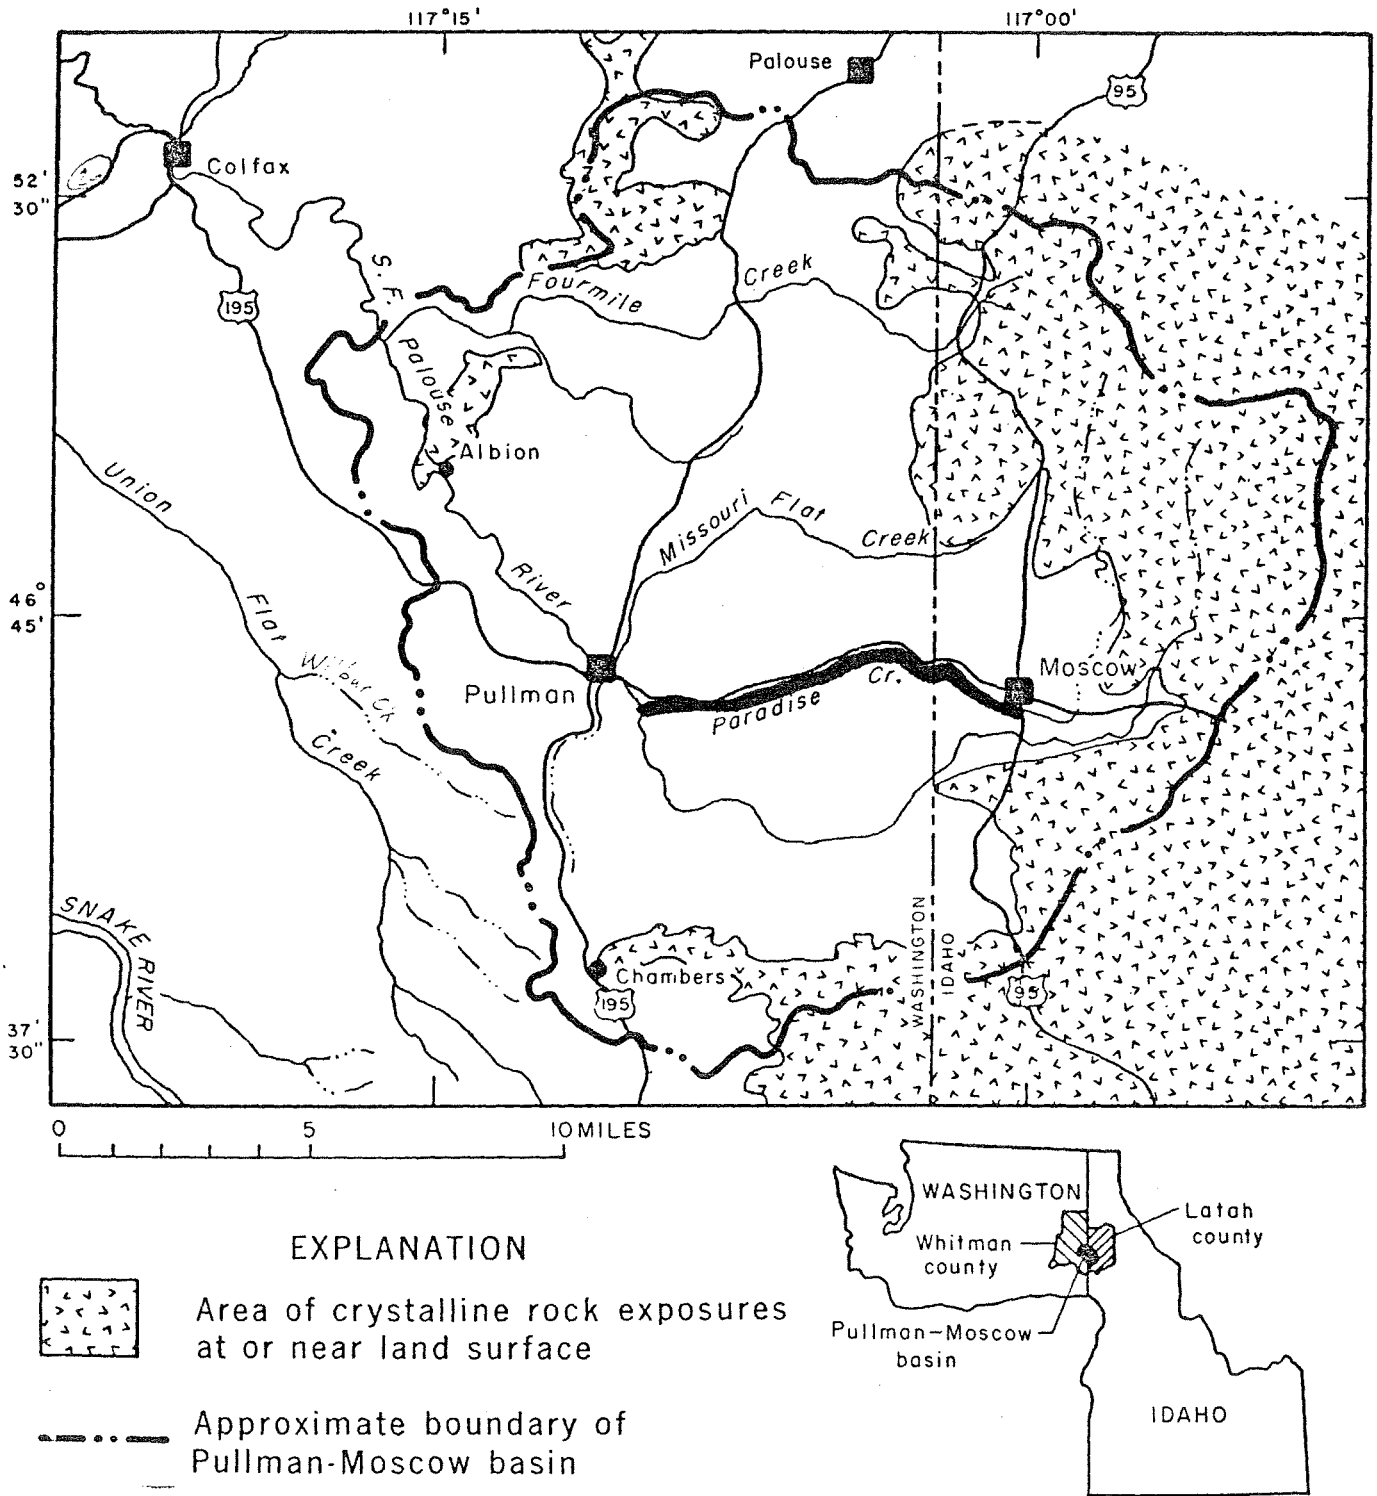 117°15'
117°00'
Palouse
95
Colfax
52'
30"
S. F.
Fourmile
Creek
195
Palouse
Albion
Union
Missouri
Flat
Creek
River
46°
45'
Flat
Wilbur Ck
Moscow
Cr.
Pullman
Paradise
Creek
SNAKE
RIVER
WASHINGTON
IDAHO
Chambers
95
195
37'
30"
0
5
10 MILES
WASHINGTON
Latah
county
Whitman
county
Pullman-Moscow
basin
IDAHO
EXPLANATION
Area of crystalline rock exposures
at or near land surface
Approximate boundary of
Pullman-Moscow basin